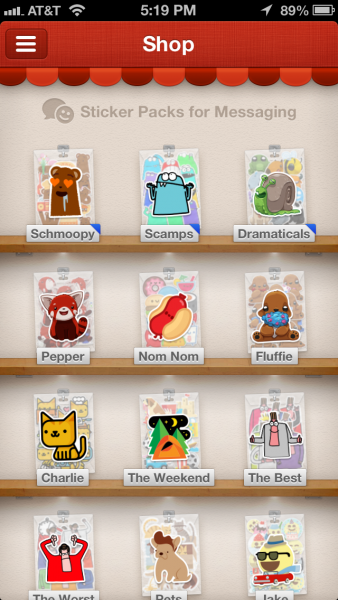 AT&T 5:19 PM 89%
Shop
Sticker Packs for Messaging
Schmoopy Scamps Dramaticals
Pepper Nom Nom Fluffie
Charlie The Weekend The Best
The Worst Pets Jake